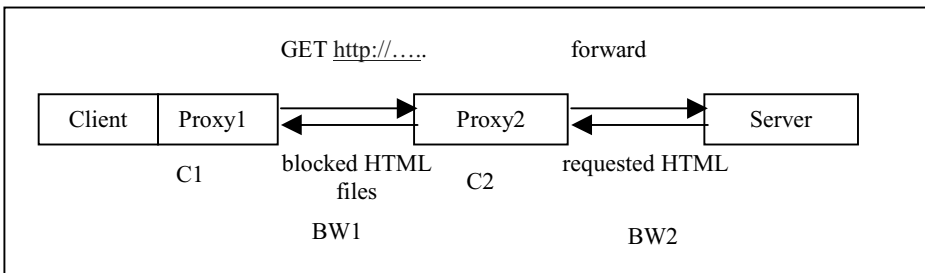 GET http://..... forward
Client Proxy1 Proxy2 Server
blocked HTML requested HTML
C1 C2
files
BW1 BW2